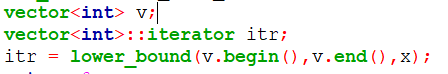 vector<int> v;
vector<int>::iterator itr;
itr = lower_bound(v.begin(),v.end(),x);